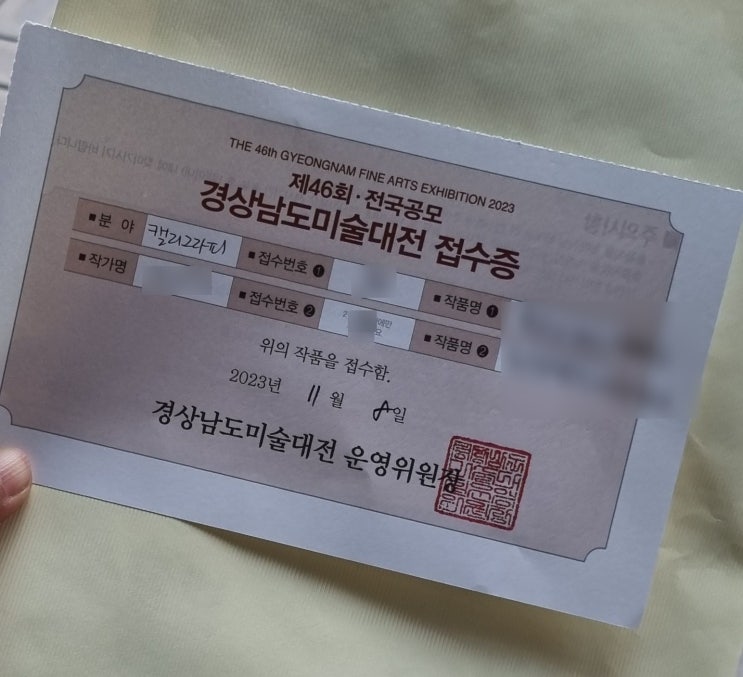 THE 46th GYEONGNAM FINE ARTS EXHIBITION 2023
제46회·전국공모
경상남도미술대전 접수증
■분 야 캘리그라피 ■접수번호 ❶ ■작품명 ❶
■작가명 ■접수번호 ❷ ■작품명 ❷
위의 작품을 접수함.
2023년 11월 8일
경상남도미술대전 운영위원장